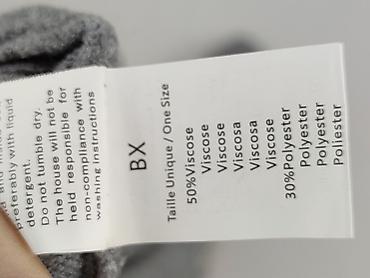 preferably with liquid
detergent.
Do not tumble dry.
The house will not be
held responsible for
non-compliance with
washing instructions
BX
Taille Unique / One Size
50%Viscose
Viscose
Viscose
Viscosa
Viscosa
Viscose
30%Polyester
Polyester
Polyester
Poliester